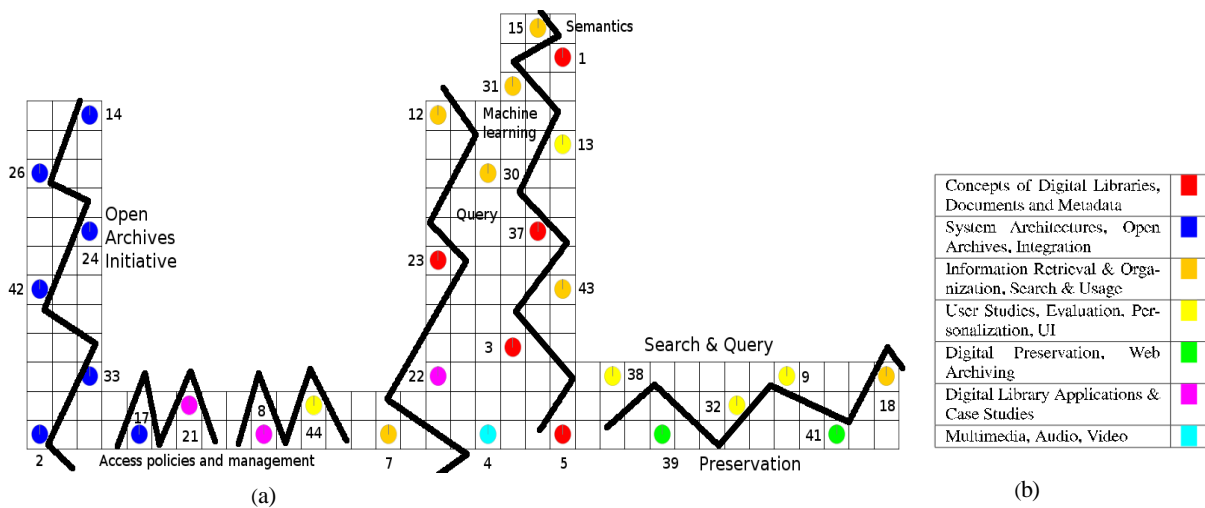 15
Semantics
1
31
14
12
Machine
learning
13
26
30
Open
Archives
Initiative
Query
37
24
23
42
43
3
Search & Query
33
22
38
9
17
21
8
44
32
18
41
2
Access policies and management
7
4
5
39
Preservation
(a)
Concepts of Digital Libraries,
Documents and Metadata
System Architectures, Open
Archives, Integration
Information Retrieval & Orga-
nization, Search & Usage
User Studies, Evaluation, Per-
sonalization, UI
Digital Preservation, Web
Archiving
Digital Library Applications &
Case Studies
Multimedia, Audio, Video
(b)